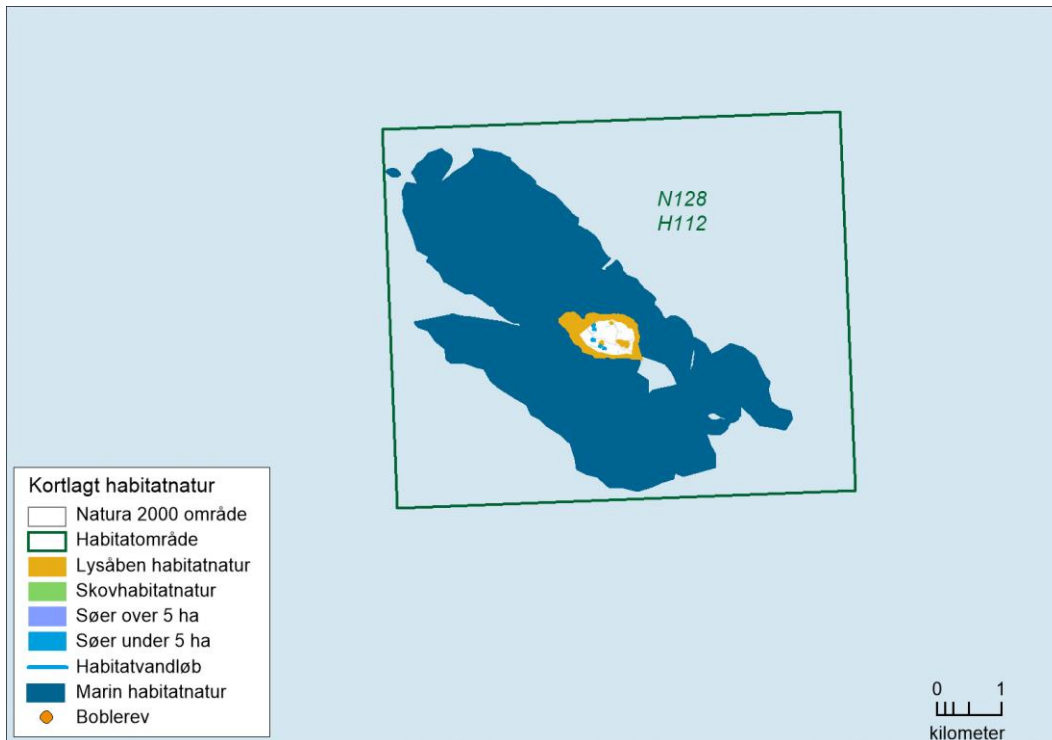 N128
H112
Kortlagt habitatnatur
Natura 2000 område
Habitatområde
Lysåben habitatnatur
Skovhabitatnatur
Søer over 5 ha
Søer under 5 ha
Habitatvandløb
Marin habitatnatur
Boblerev
0 1
kilometer